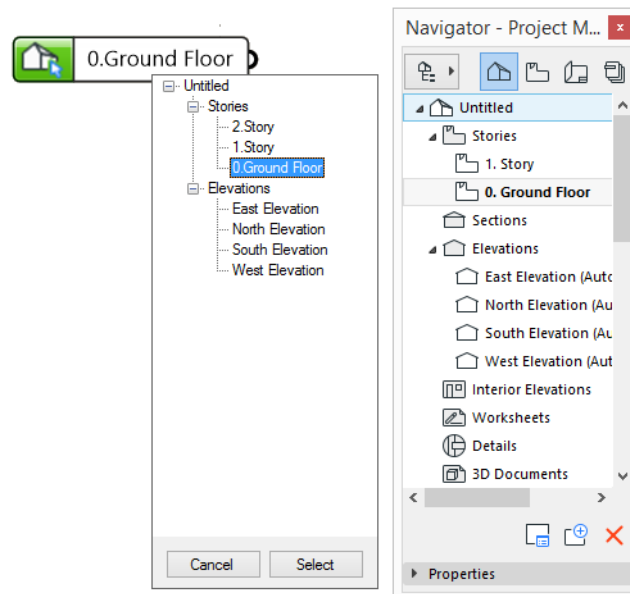 0.Ground Floor
Untitled
Stories
2.Story
1.Story
0.Ground Floor
Elevations
East Elevation
North Elevation
South Elevation
West Elevation
Cancel
Select
Navigator - Project M...
Untitled
Stories
1. Story
0. Ground Floor
Sections
Elevations
East Elevation (Auto
North Elevation (Au
South Elevation (Au
West Elevation (Aut
Interior Elevations
Worksheets
Details
3D Documents
Properties